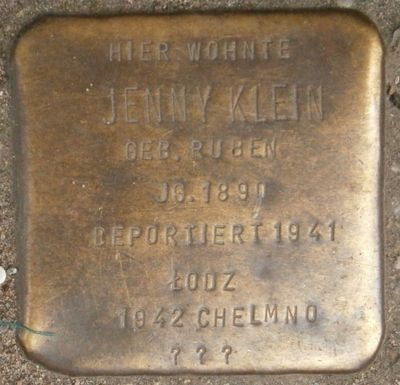 HIER WOHNTE
JENNY KLEIN
GEB. RUBEN
JG. 1890
DEPORTIERT 1941
ŁODZ
1942 CHELMNO
? ? ?